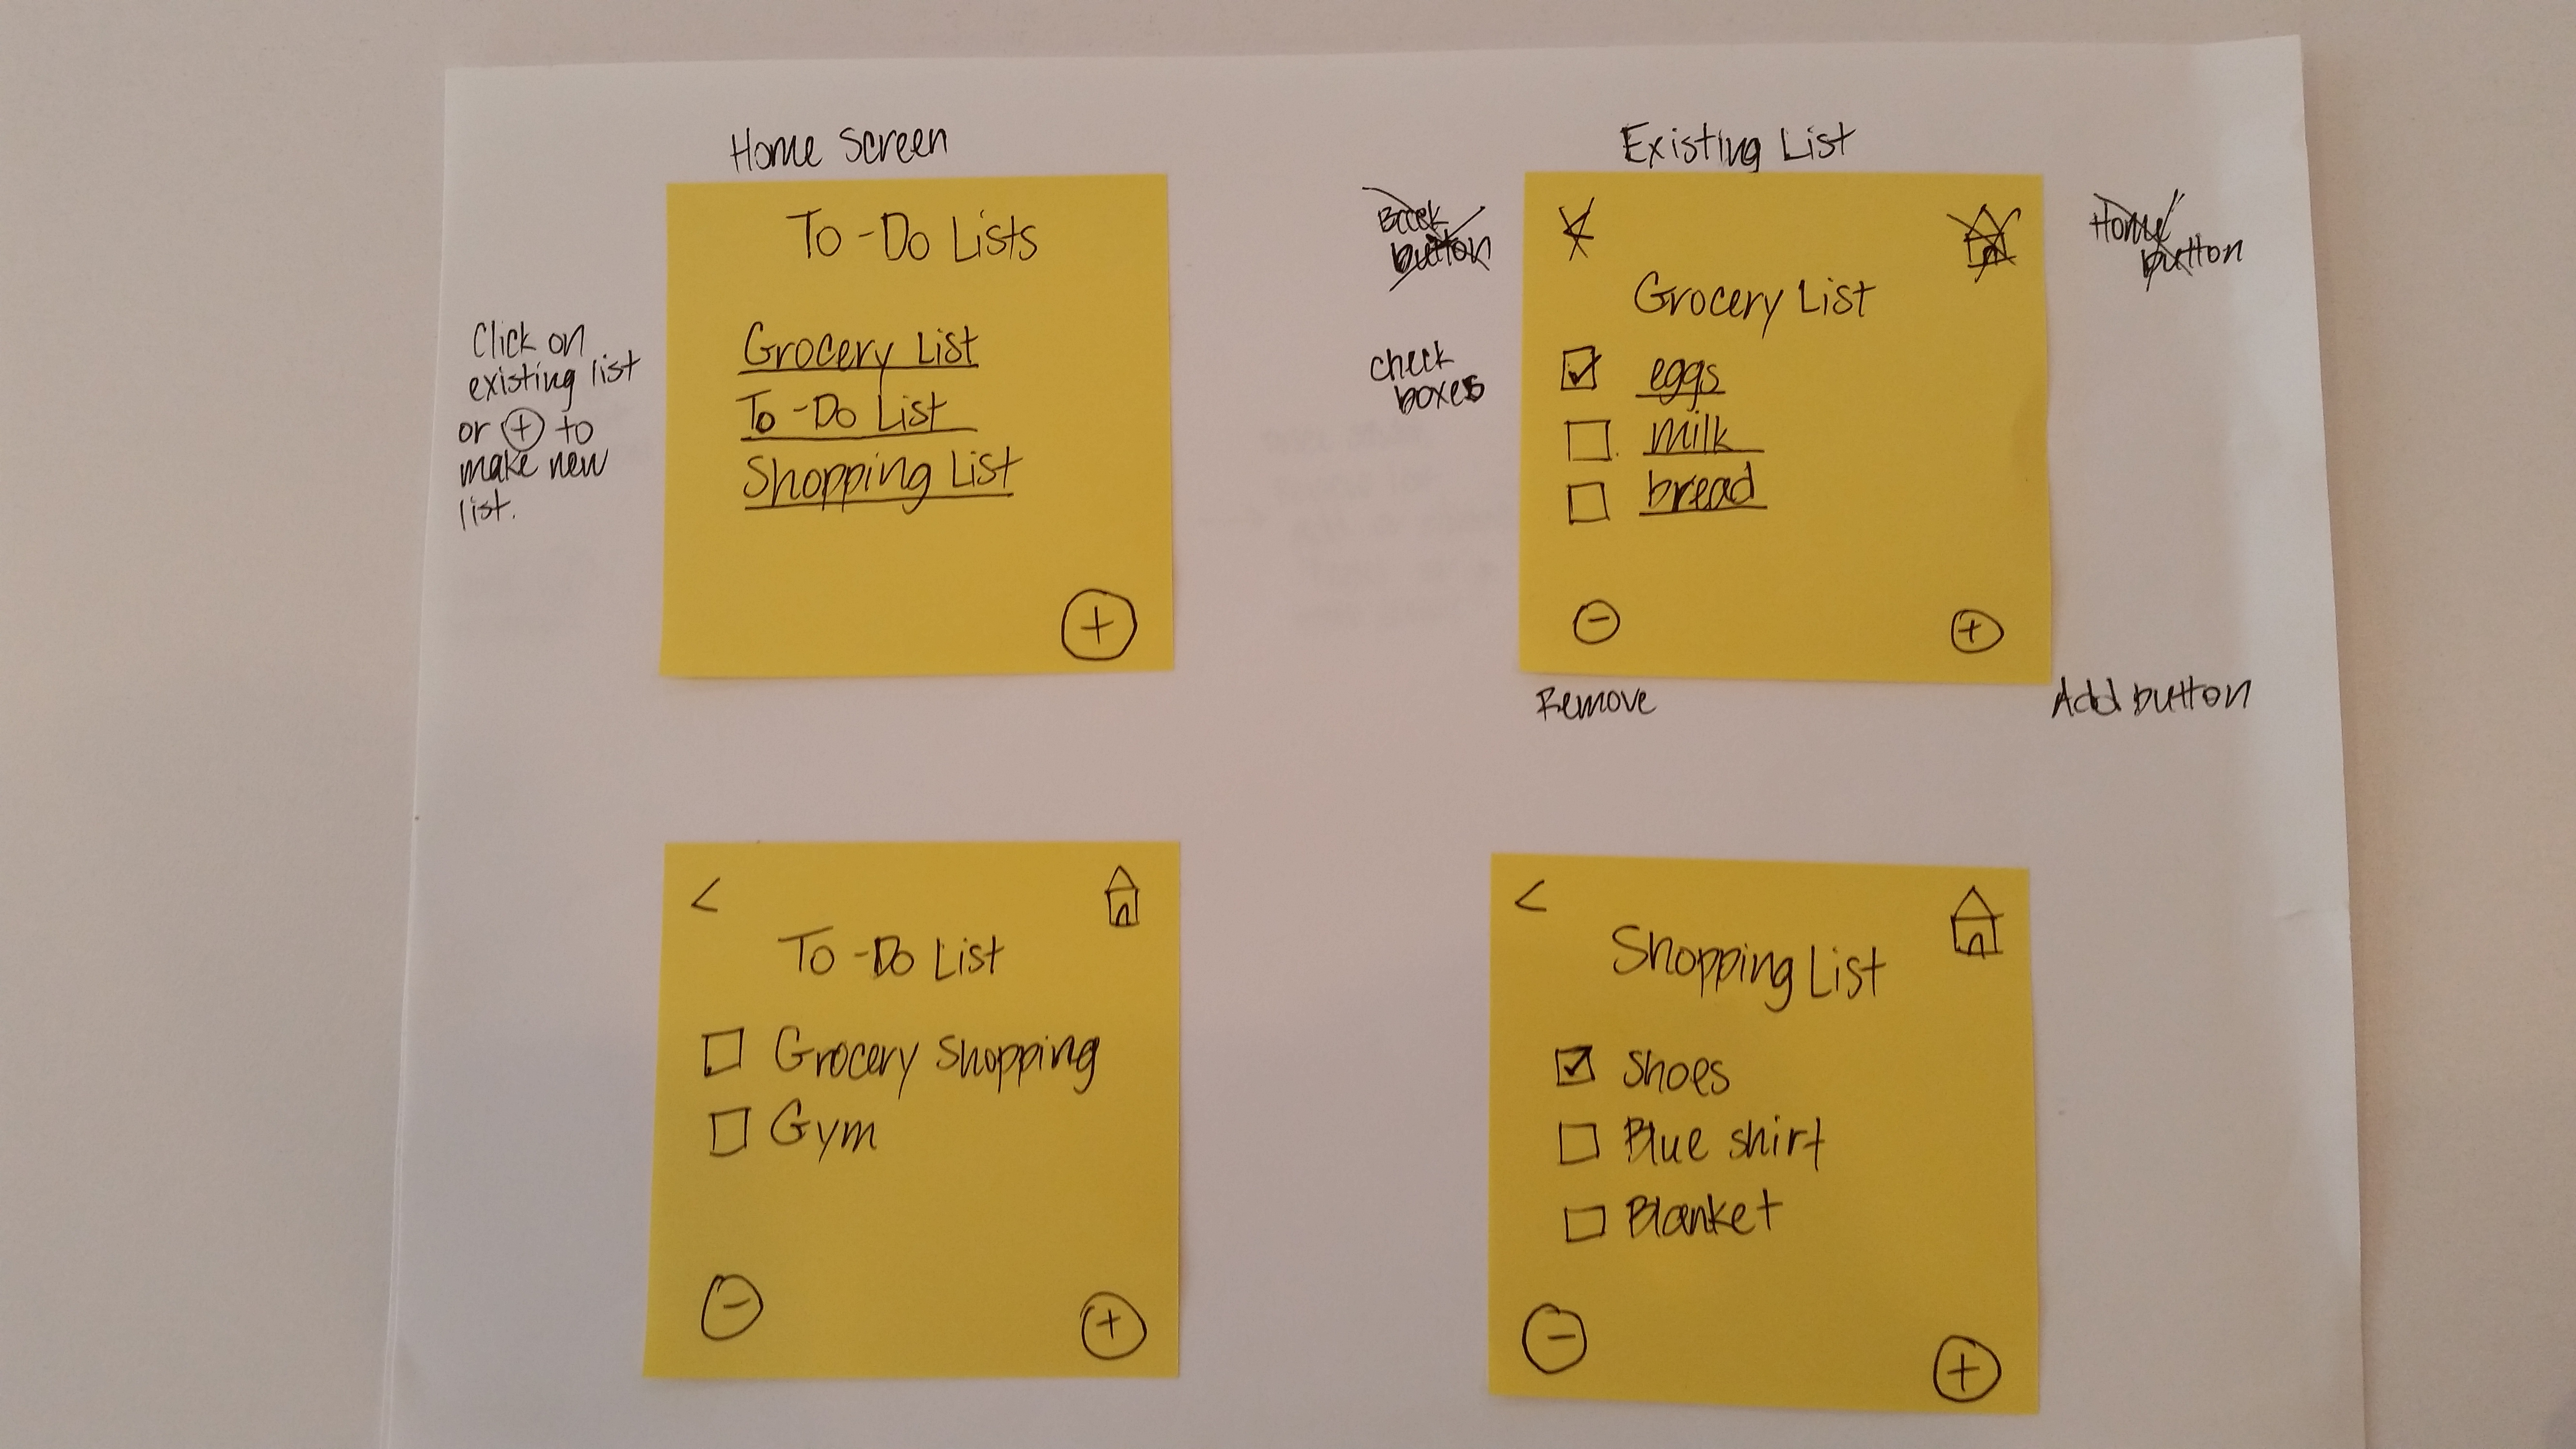 Home Screen
To-Do Lists
Grocery List
To-Do List
Shopping List
+
Click on
existing list
or + to
make new
list.
Existing List
Back
button
<
Home
button
Grocery List
check
boxes
eggs
milk
bread
-
+
Remove
Add button
<
To-Do List
Grocery Shopping
Gym
-
+
<
Shopping List
Shoes
Blue shirt
Blanket
-
+